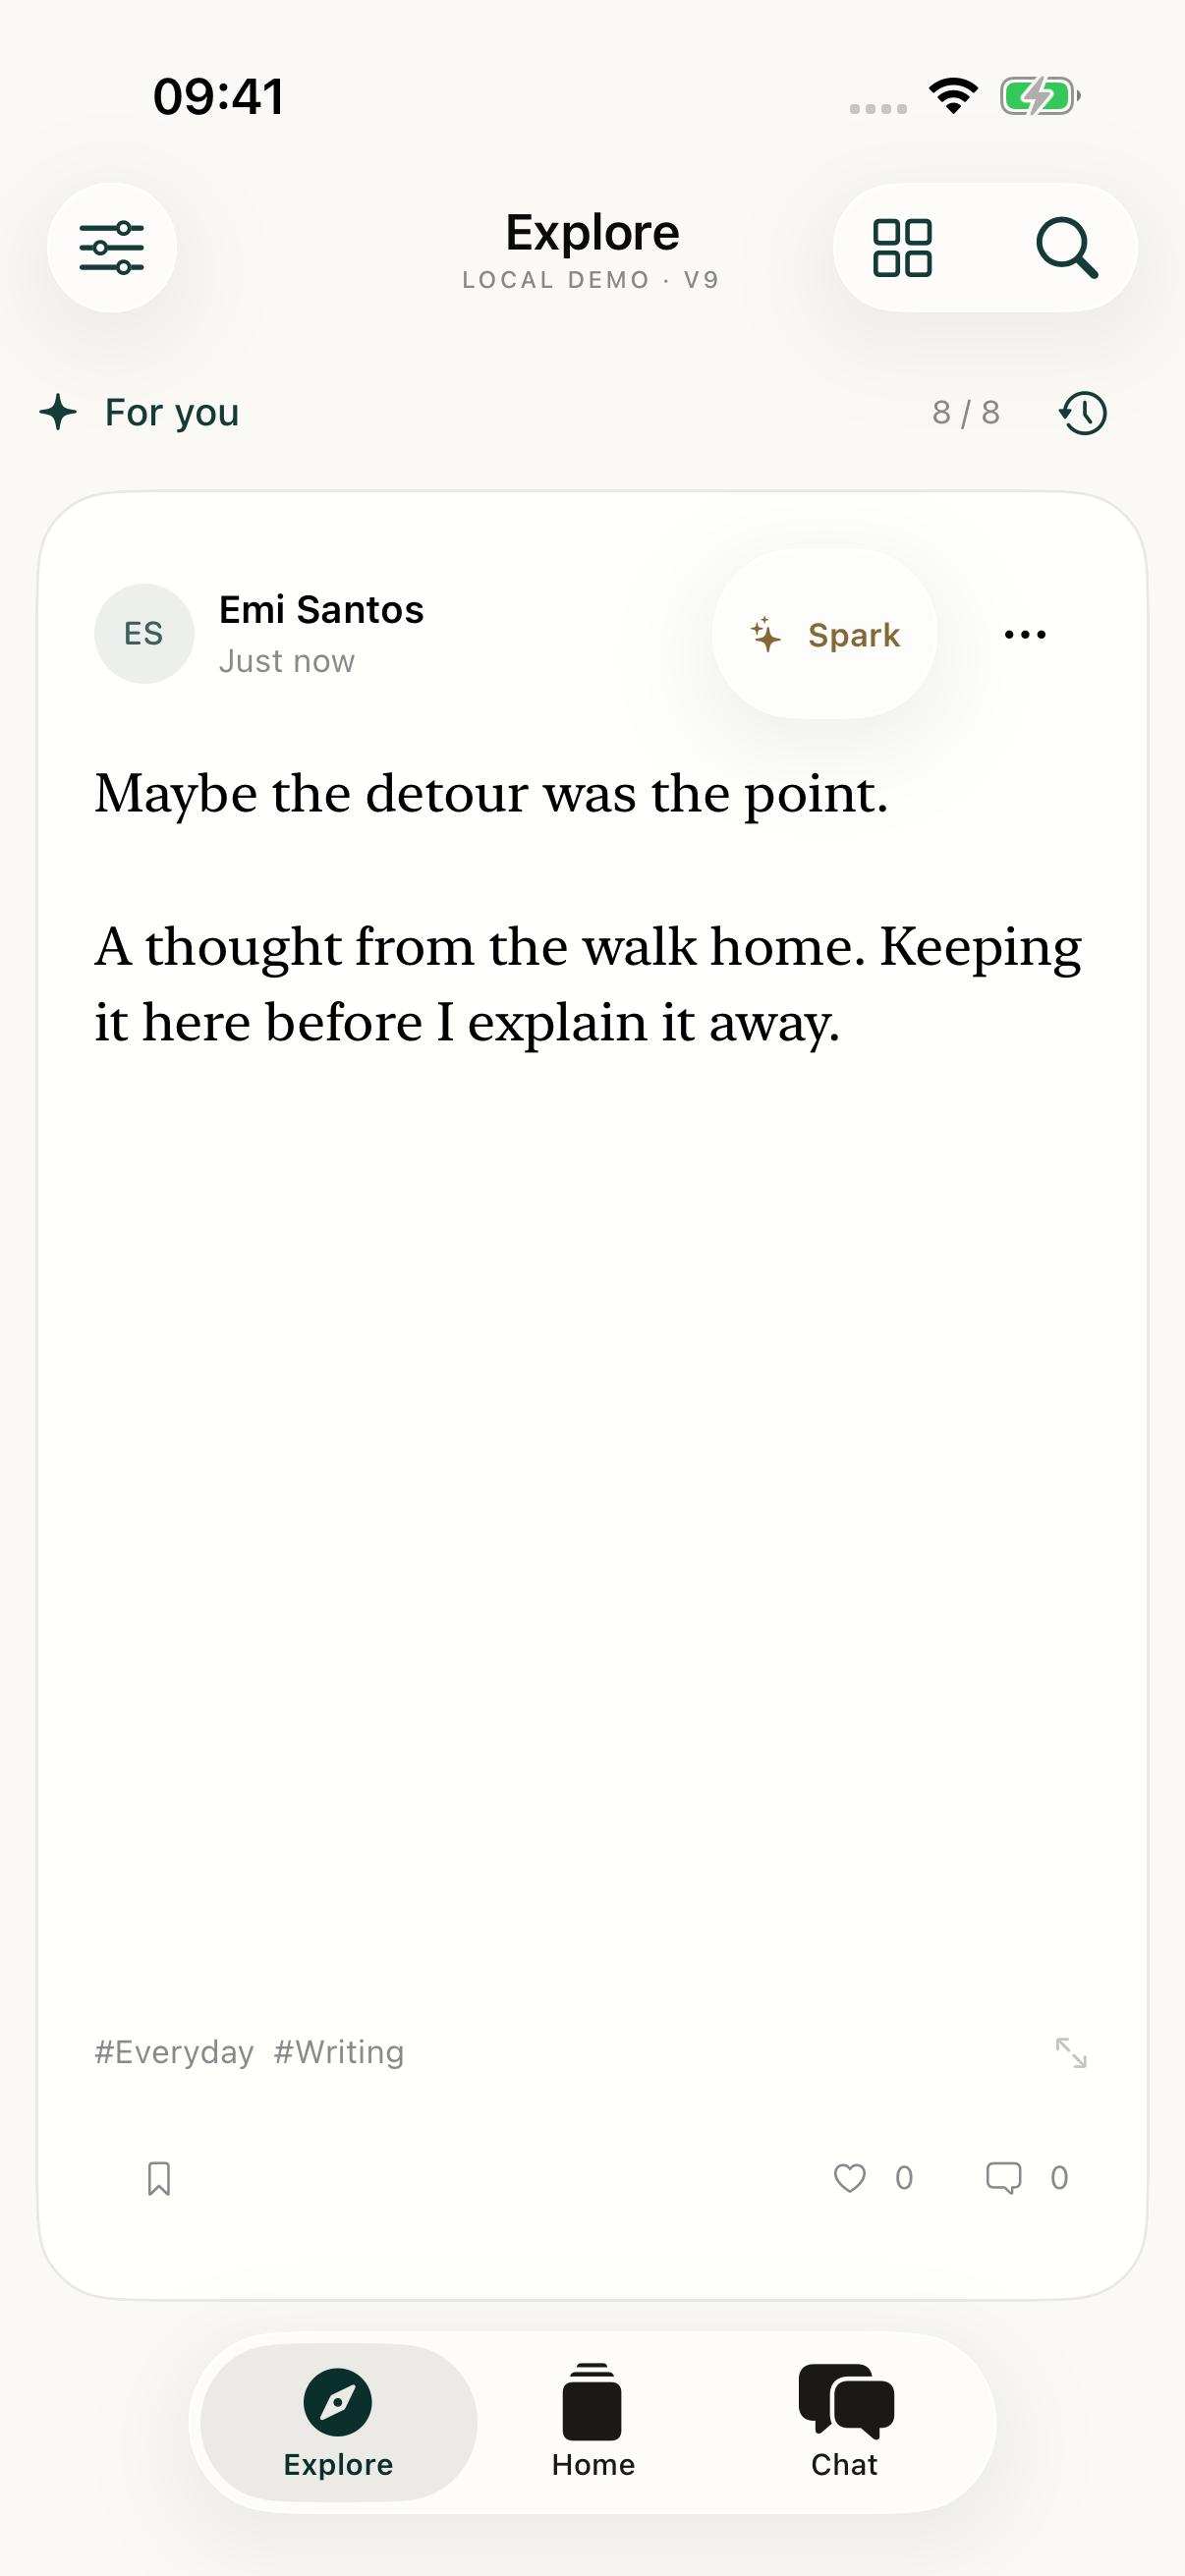 09:41
Explore
LOCAL DEMO · V9
For you
8 / 8
ES
Emi Santos
Just now
Spark
Maybe the detour was the point.
A thought from the walk home. Keeping
it here before I explain it away.
#Everyday #Writing
0
0
Explore
Home
Chat